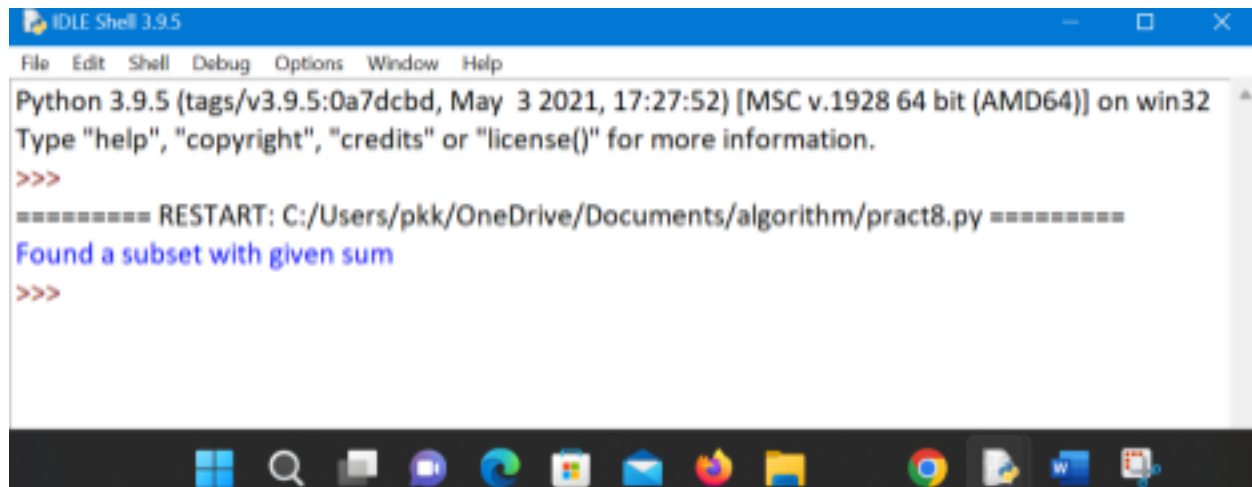 IDLE Shell 3.9.5
File Edit Shell Debug Options Window Help
Python 3.9.5 (tags/v3.9.5:0a7dcbd, May  3 2021, 17:27:52) [MSC v.1928 64 bit (AMD64)] on win32
Type "help", "copyright", "credits" or "license()" for more information.
>>>
========= RESTART: C:/Users/pkk/OneDrive/Documents/algorithm/pract8.py =========
Found a subset with given sum
>>>
W